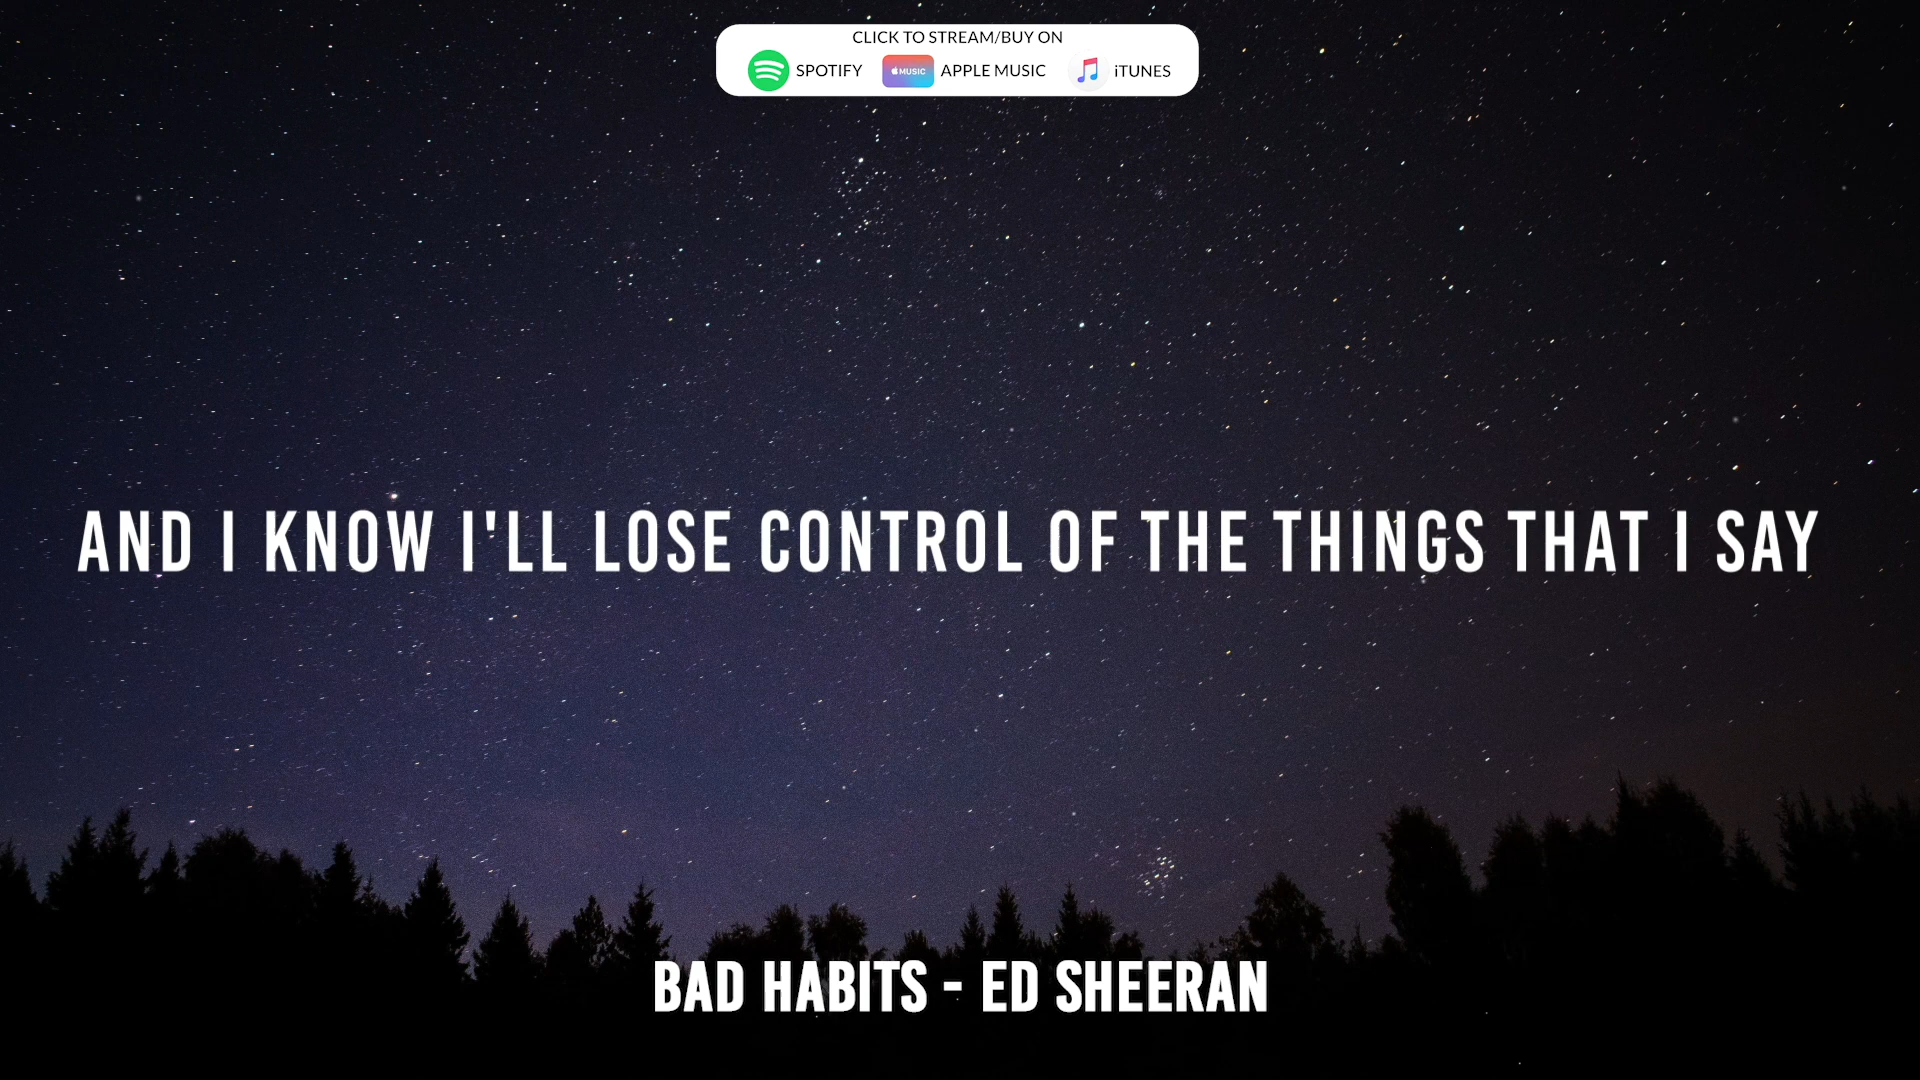 CLICK TO STREAM/BUY ON
SPOTIFY MUSIC APPLE MUSIC iTUNES
AND I KNOW I'LL LOSE CONTROL OF THE THINGS THAT I SAY
BAD HABITS - ED SHEERAN